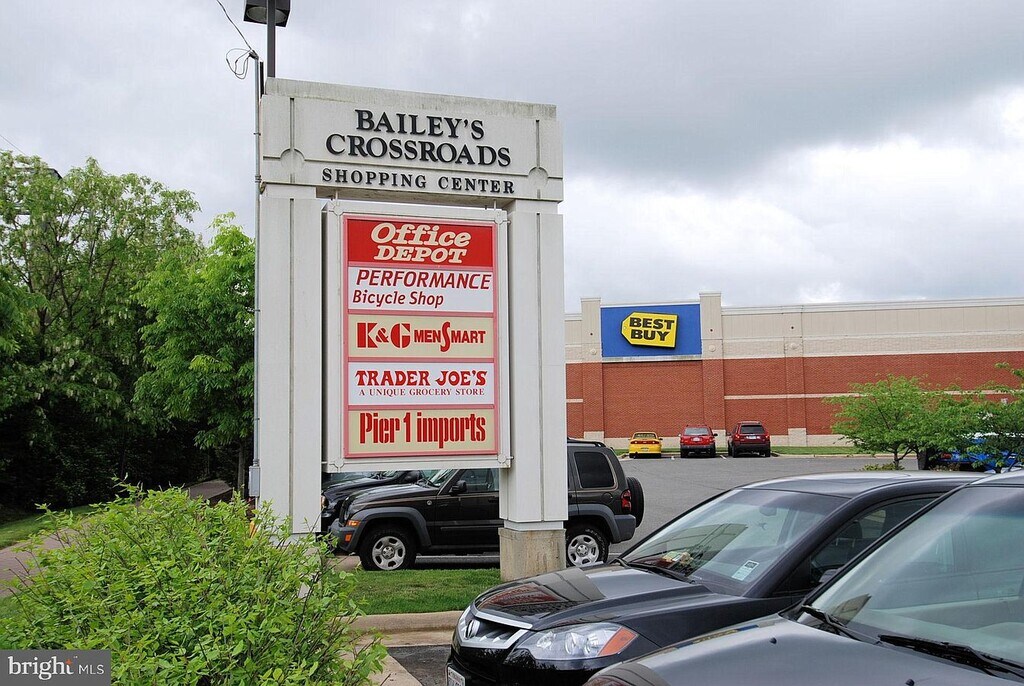 BAILEY'S
CROSSROADS
SHOPPING CENTER
Office
DEPOT
PERFORMANCE
Bicycle Shop
K&G MENSMART
TRADER JOE'S
A UNIQUE GROCERY STORE
Pier 1 imports
BEST
BUY
bright MLS